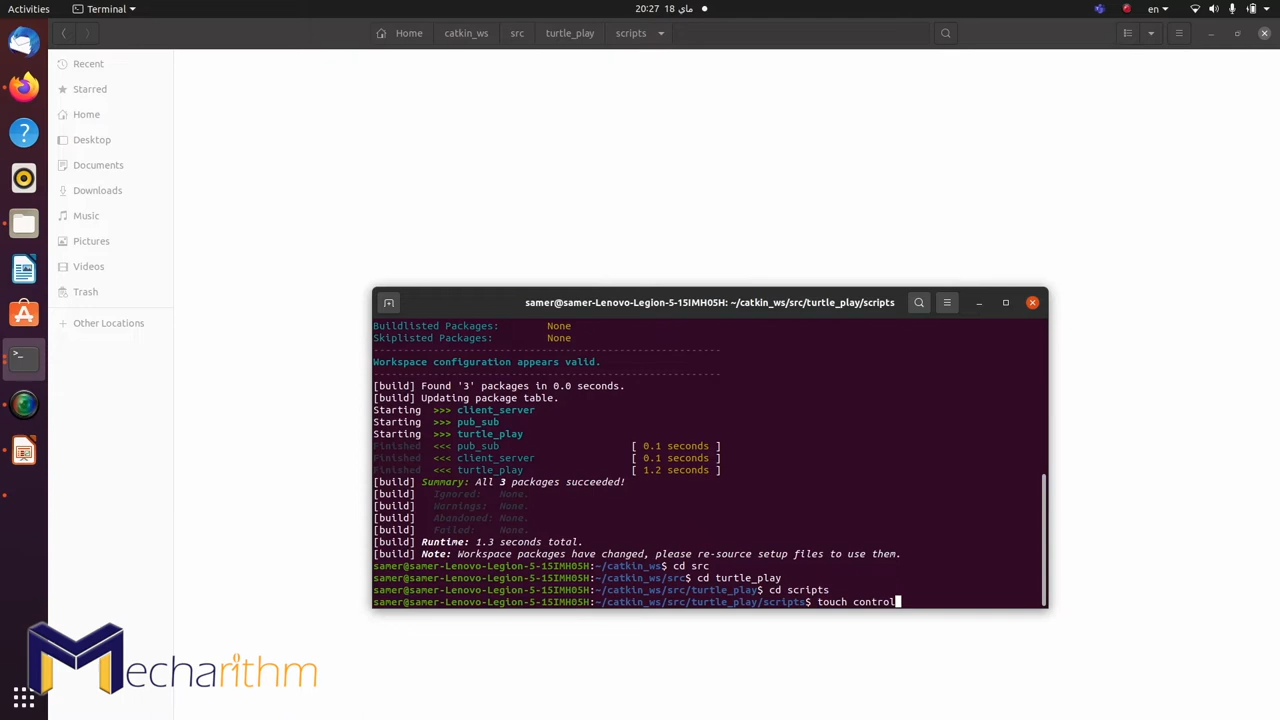 Activities
Terminal
20:27 ماي 18
en
Home
catkin_ws
src
turtle_play
scripts
Recent
Starred
Home
Desktop
Documents
Downloads
Music
Pictures
Videos
Trash
Other Locations
samer@samer-Lenovo-Legion-5-15IMH05H: ~/catkin_ws/src/turtle_play/scripts
Buildlisted Packages: None
Skiplisted Packages: None
---------------------------------------------------------
Workspace configuration appears valid.
---------------------------------------------------------
[build] Found '3' packages in 0.0 seconds.
[build] Updating package table.
Starting >>> client_server
Starting >>> pub_sub
Starting >>> turtle_play
Finished <<< pub_sub [ 0.1 seconds ]
Finished <<< client_server [ 0.1 seconds ]
Finished <<< turtle_play [ 1.2 seconds ]
[build] Summary: All 3 packages succeeded!
[build] Ignored: None.
[build] Warnings: None.
[build] Abandoned: None.
[build] Failed: None.
[build] Runtime: 1.3 seconds total.
[build] Note: Workspace packages have changed, please re-source setup files to use them.
samer@samer-Lenovo-Legion-5-15IMH05H:~/catkin_ws$ cd src
samer@samer-Lenovo-Legion-5-15IMH05H:~/catkin_ws/src$ cd turtle_play
samer@samer-Lenovo-Legion-5-15IMH05H:~/catkin_ws/src/turtle_play$ cd scripts
samer@samer-Lenovo-Legion-5-15IMH05H:~/catkin_ws/src/turtle_play/scripts$ touch control
Mecharithm